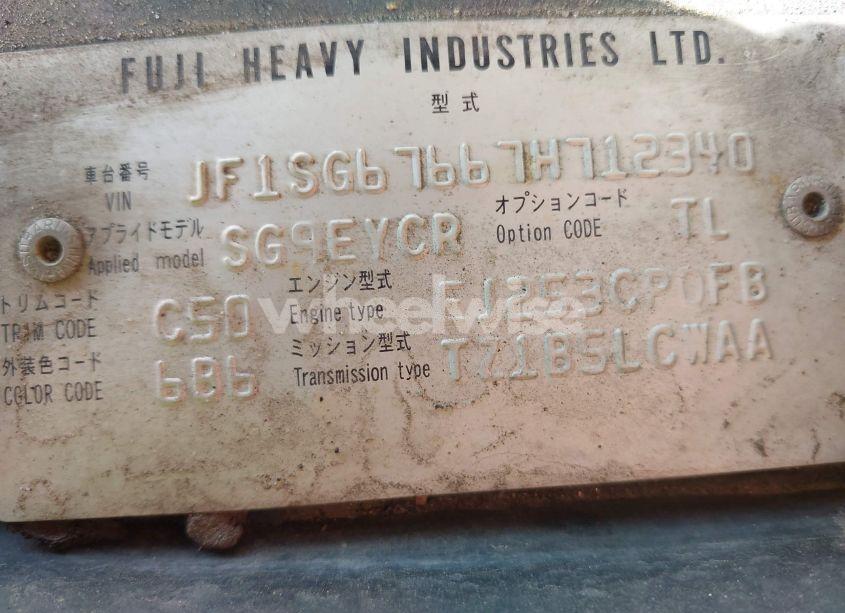 FUJI HEAVY INDUSTRIES LTD.
型式
車台番号 VIN JF1SG67667H712340
アプライドモデル Applied model SG9EYCR オプションコード Option CODE TL
トリムコード TRIM CODE C50 エンジン型式 Engine type EJ253CPQFB
外装色コード COLOR CODE 6B6 ミッション型式 Transmission type TZ1B5LCWAA
wheelwise